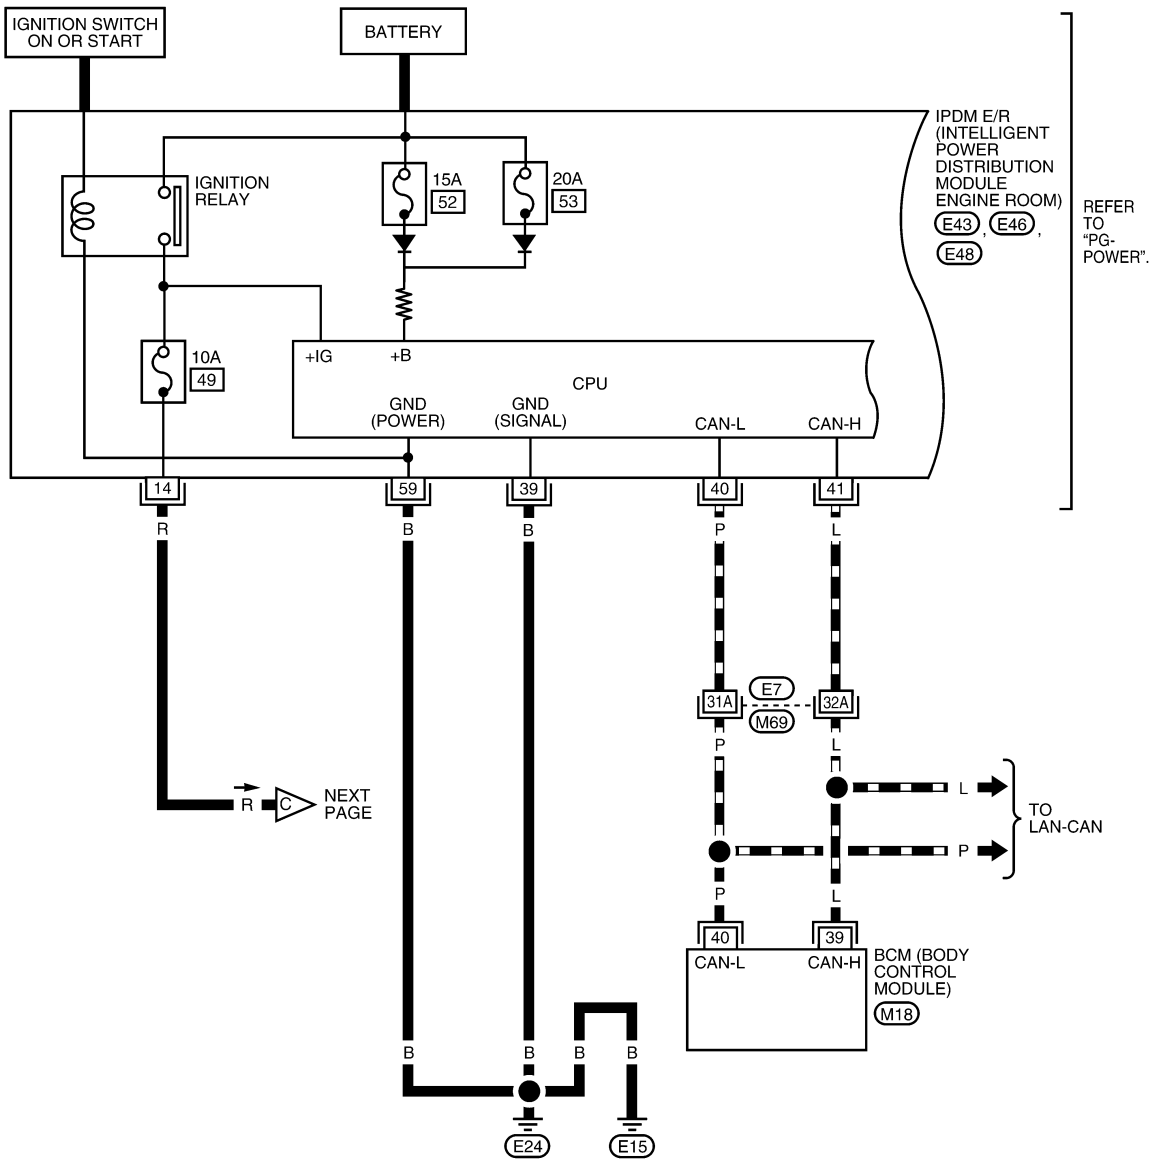 IGNITION SWITCH
ON OR START
BATTERY
IPDM E/R
(INTELLIGENT
POWER
DISTRIBUTION
MODULE
ENGINE ROOM)
E43 , E46 ,
E48
REFER
TO
“PG-
POWER”.
IGNITION
RELAY
15A
52
20A
53
10A
49
+IG
+B
CPU
GND
(POWER)
GND
(SIGNAL)
CAN-L
CAN-H
14
59
39
40
41
R
B
B
P
L
31A
E7
M69
32A
P
L
R
C
NEXT
PAGE
L
P
TO
LAN-CAN
P
L
40
39
CAN-L
CAN-H
BCM (BODY
CONTROL
MODULE)
M18
B
B
B
B
E24
E15